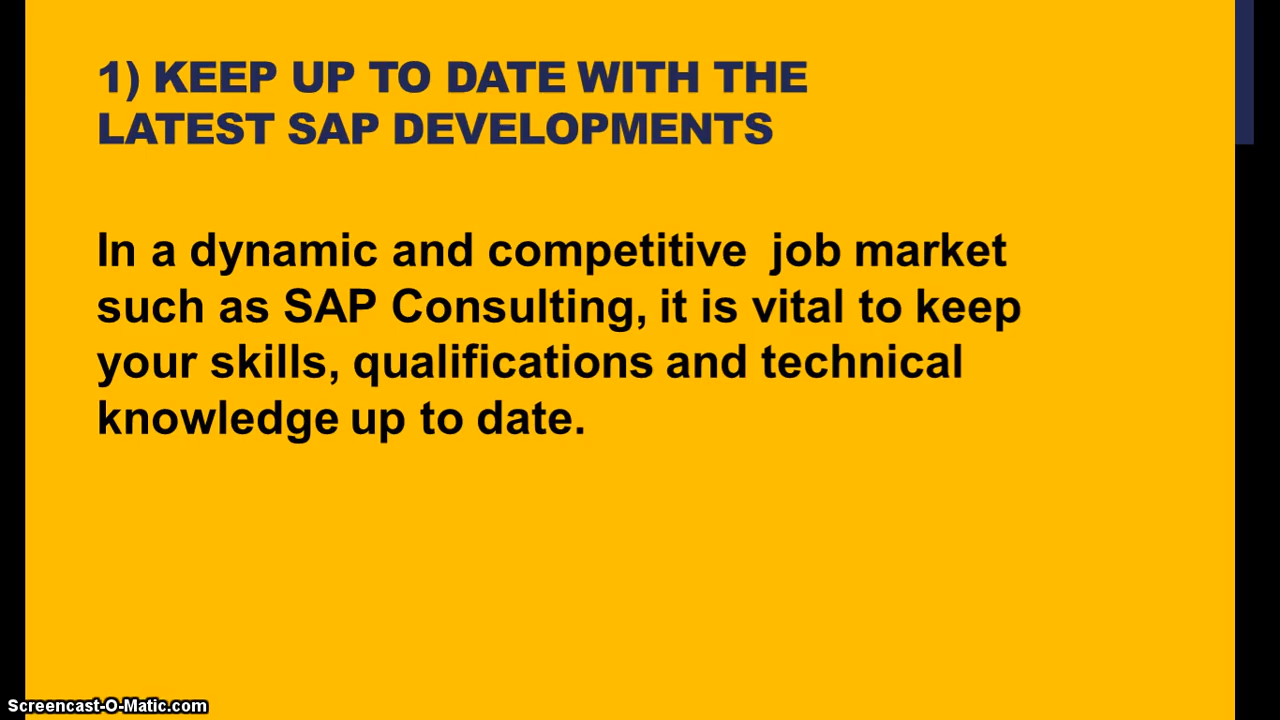 1) KEEP UP TO DATE WITH THE
LATEST SAP DEVELOPMENTS
In a dynamic and competitive  job market
such as SAP Consulting, it is vital to keep
your skills, qualifications and technical
knowledge up to date.
Screencast-O-Matic.com